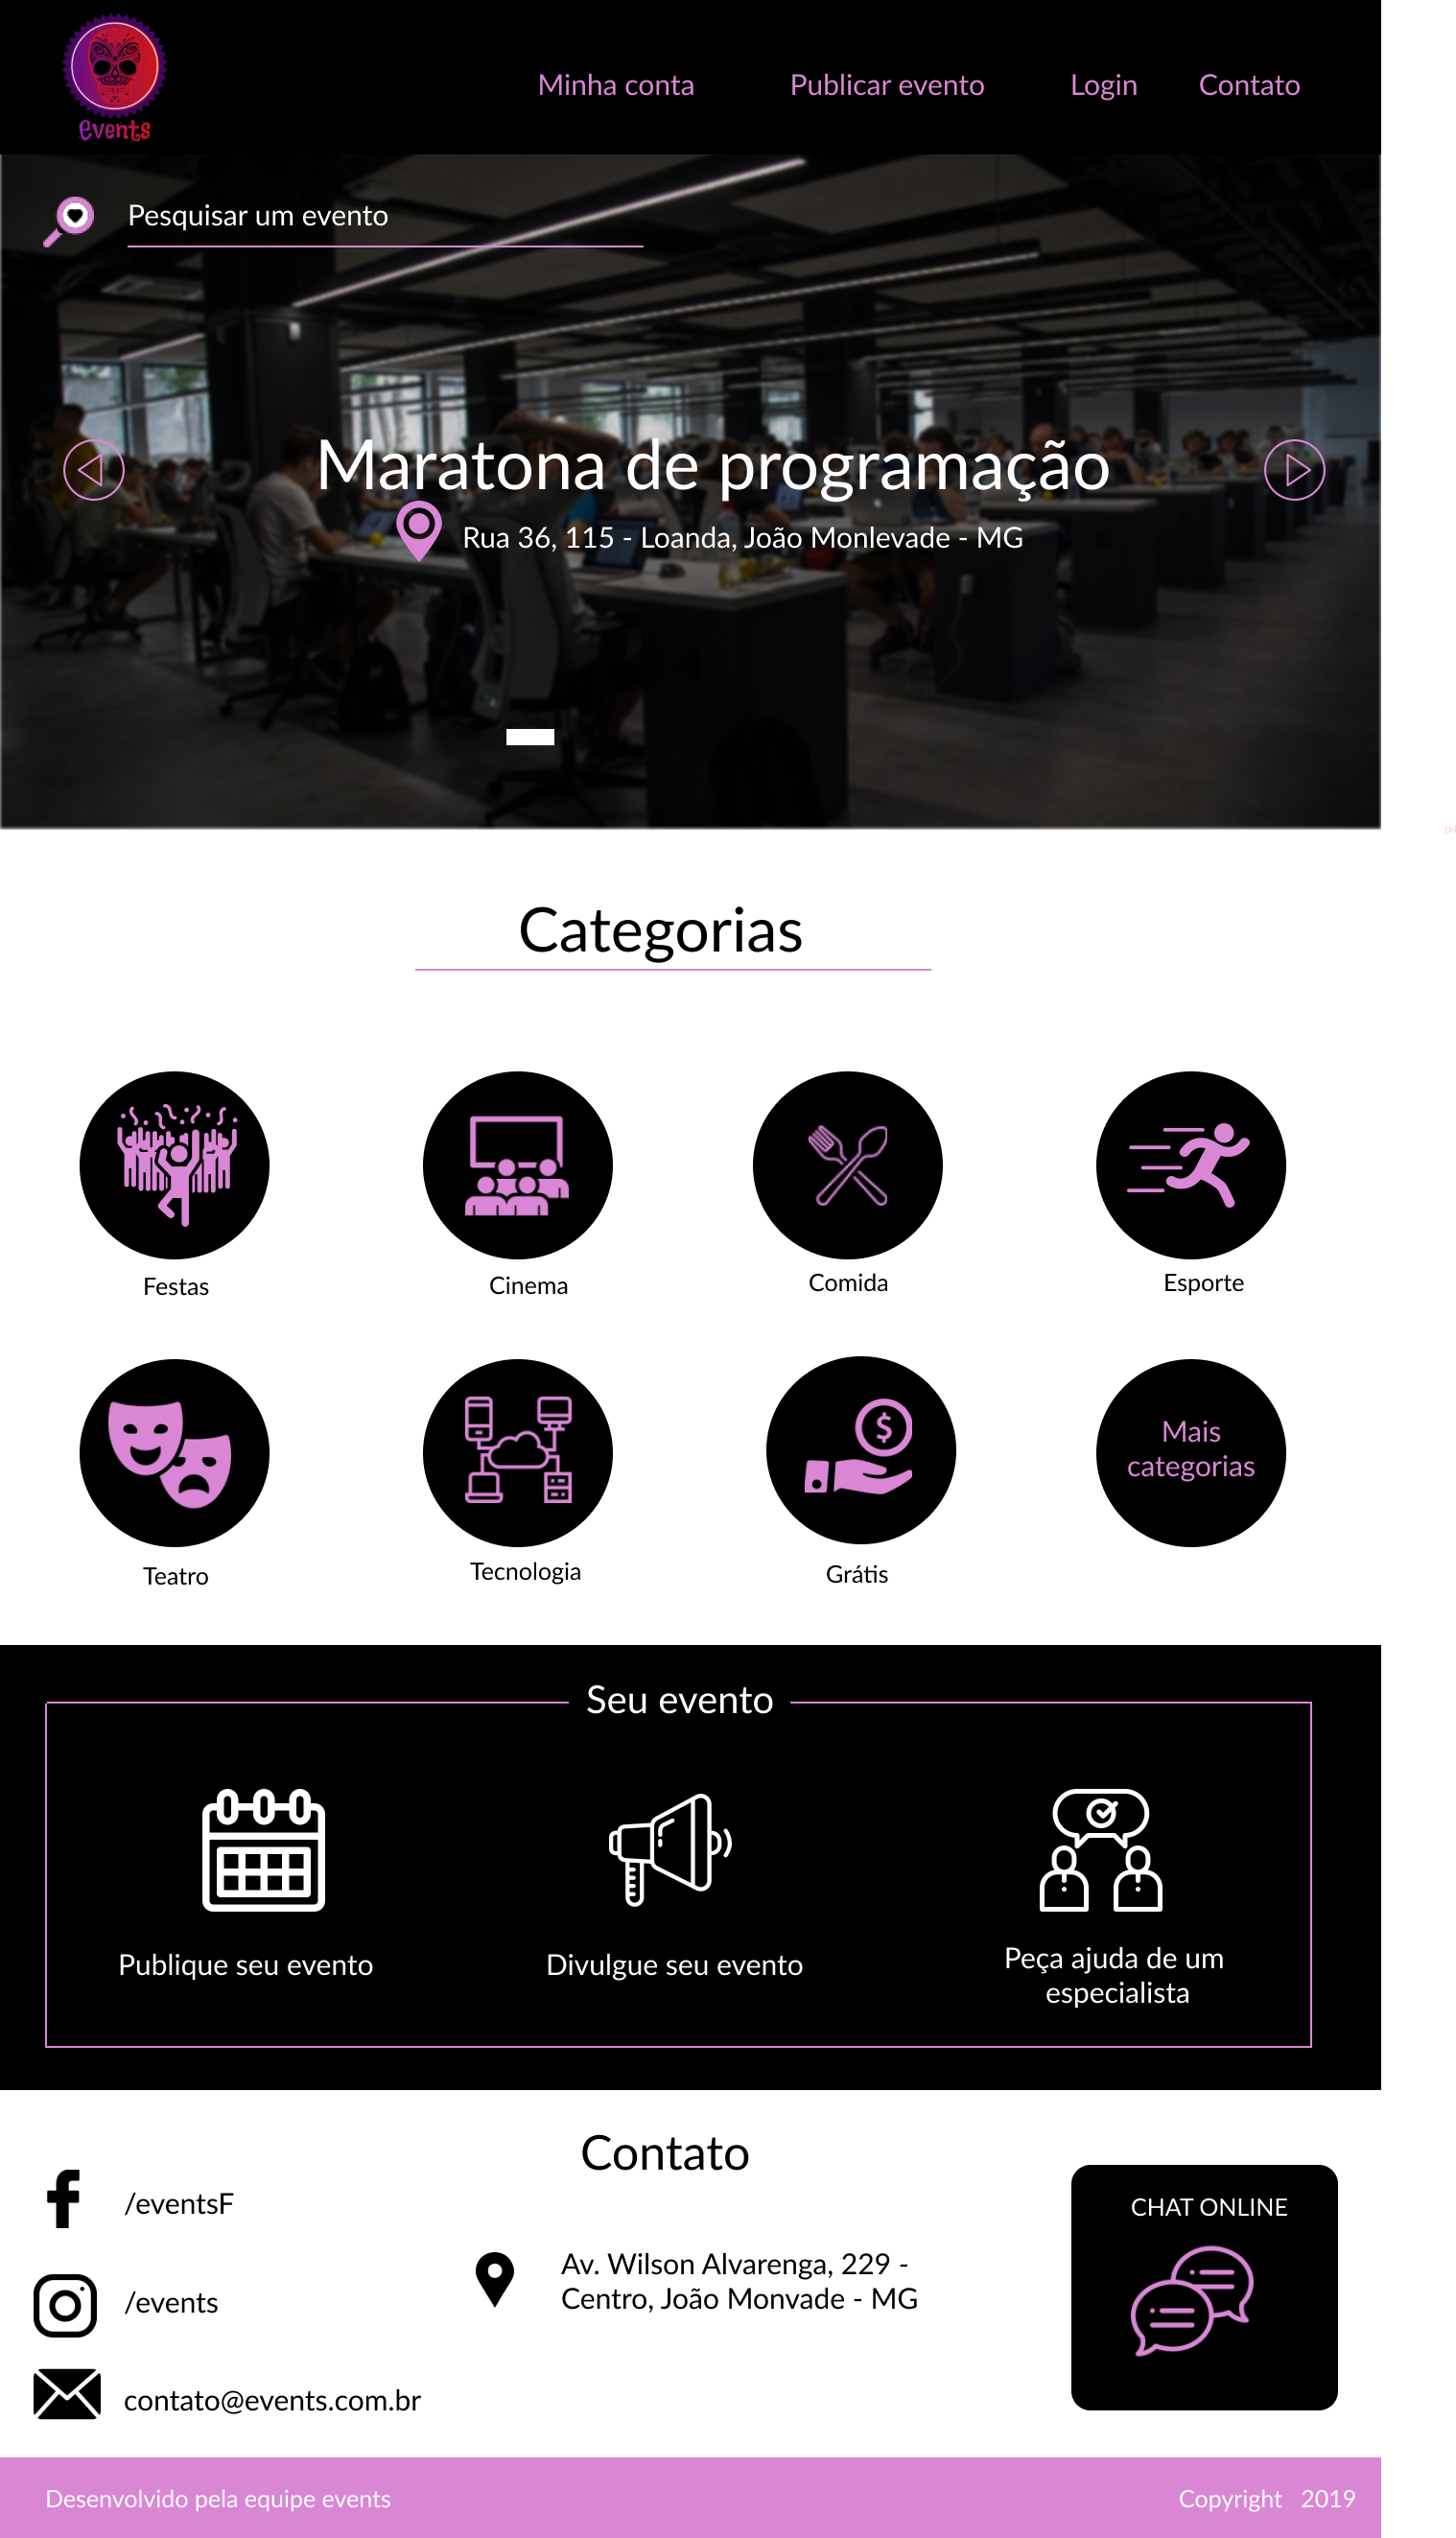 events
Minha conta
Publicar evento
Login
Contato
Pesquisar um evento
Maratona de programação
Rua 36, 115 - Loanda, João Monlevade - MG
Categorias
Festas
Cinema
Comida
Esporte
$
Mais
categorias
Teatro
Tecnologia
Grátis
Seu evento
Publique seu evento
Divulgue seu evento
Peça ajuda de um
especialista
Contato
/eventsF
/events
contato@events.com.br
Av. Wilson Alvarenga, 229 -
Centro, João Monvade - MG
CHAT ONLINE
Desenvolvido pela equipe events
Copyright 2019